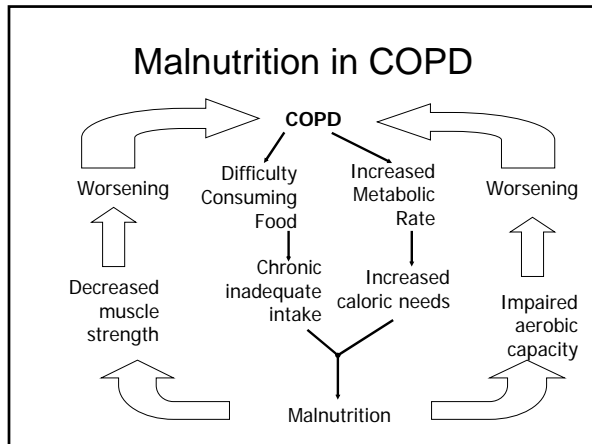 Malnutrition in COPD
COPD
Worsening
Difficulty
Consuming
Food
Increased
Metabolic
Rate
Worsening
Decreased
muscle
strength
Chronic
inadequate
intake
Increased
caloric needs
Impaired
aerobic
capacity
Malnutrition